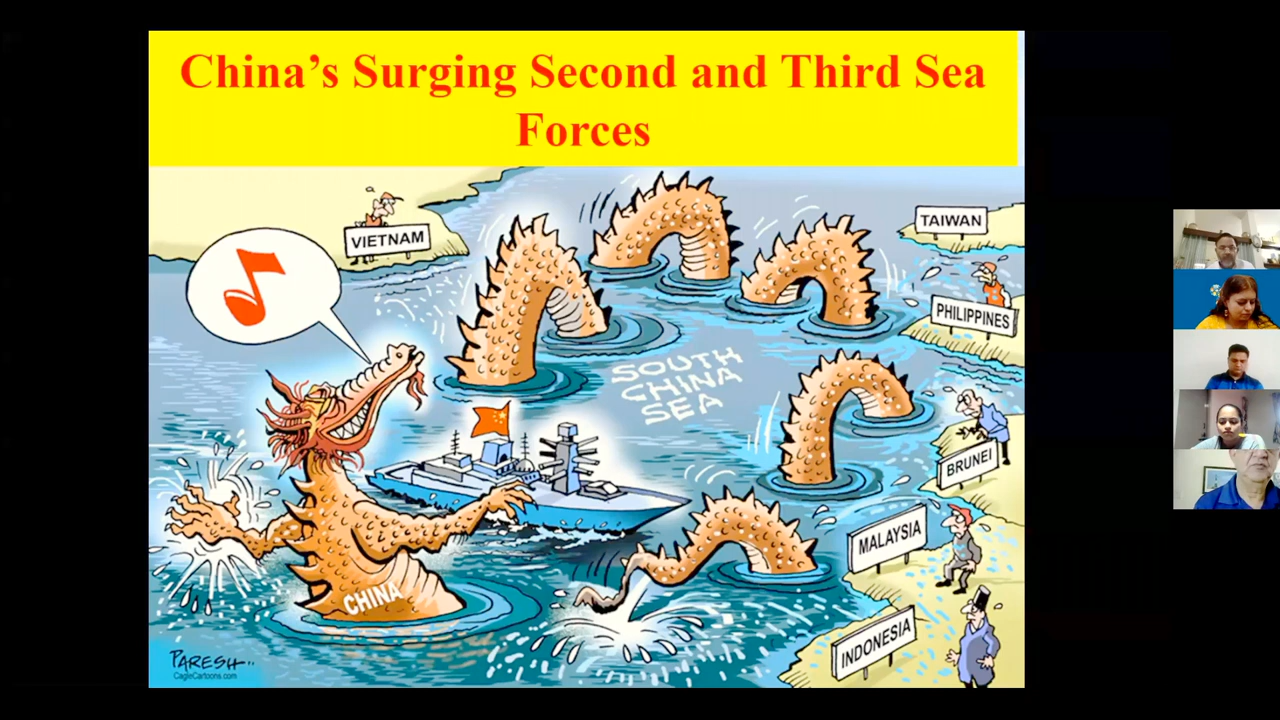 China's Surging Second and Third Sea
Forces
VIETNAM
TAIWAN
PHILIPPINES
SOUTH
CHINA
SEA
BRUNEI
MALAYSIA
CHINA
INDONESIA
PARESH
CagleCartoons.com